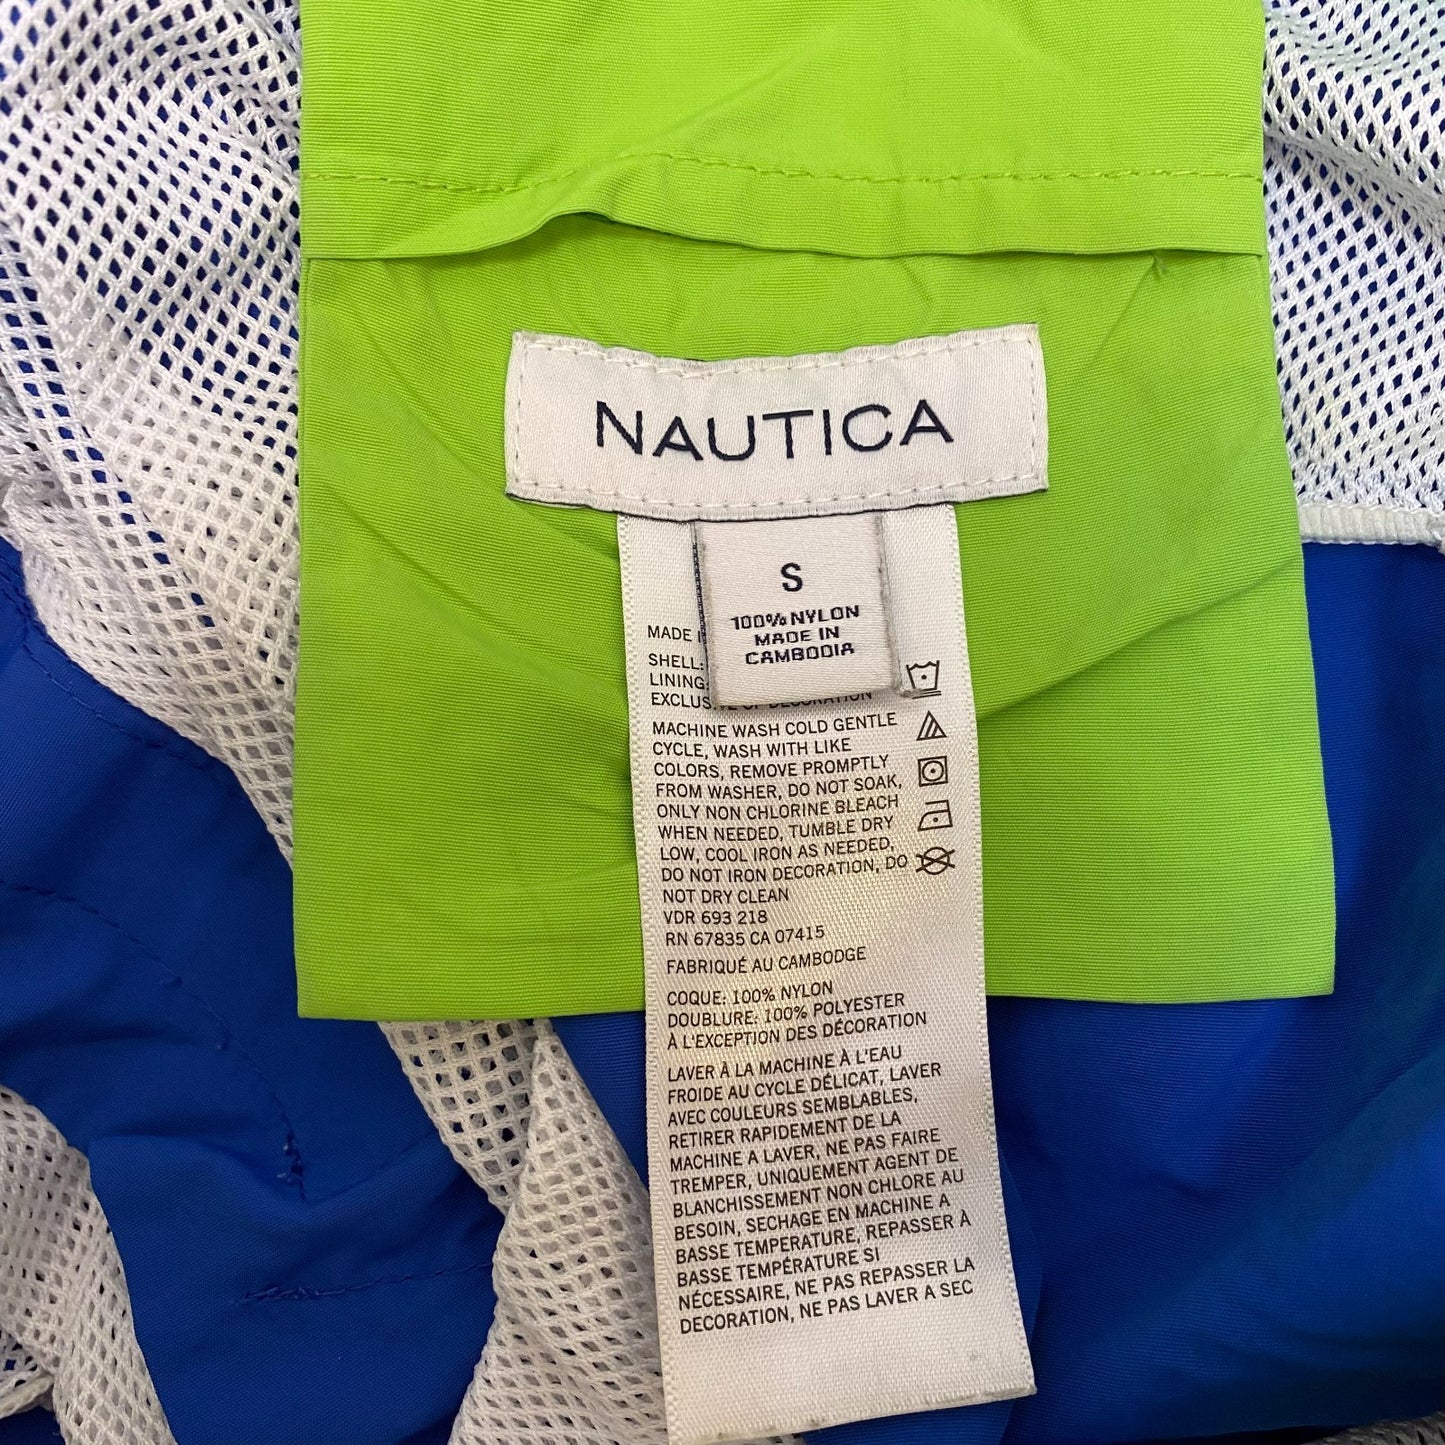 NAUTICA
S
100% NYLON
MADE IN
CAMBODIA
MADE
SHELL:
LINING:
OF DECORATION
MACHINE WASH COLD GENTLE
CYCLE, WASH WITH LIKE
COLORS, REMOVE PROMPTLY
FROM WASHER, DO NOT SOAK,
ONLY NON CHLORINE BLEACH
WHEN NEEDED, TUMBLE DRY
LOW, COOL IRON AS NEEDED,
DO NOT IRON DECORATION, DO
NOT DRY CLEAN
VDR 693 218
RN 67835 CA 07415
FABRIQUÉ AU CAMBODGE
COQUE: 100% NYLON
DOUBLURE: 100% POLYESTER
À L'EXCEPTION DES DÉCORATION
LAVER À LA MACHINE À L'EAU
FROIDE AU CYCLE DÉLICAT, LAVER
AVEC COULEURS SEMBLABLES,
RETIRER RAPIDEMENT DE LA
MACHINE A LAVER, NE PAS FAIRE
TREMPER, UNIQUEMENT AGENT DE
BLANCHISSEMENT NON CHLORE AU
BESOIN, SECHAGE EN MACHINE A
BASSE TEMPERATURE, REPASSER À
BASSE TEMPÉRATURE SI
NÉCESSAIRE, NE PAS REPASSER LA
DECORATION, NE PAS LAVER A SEC